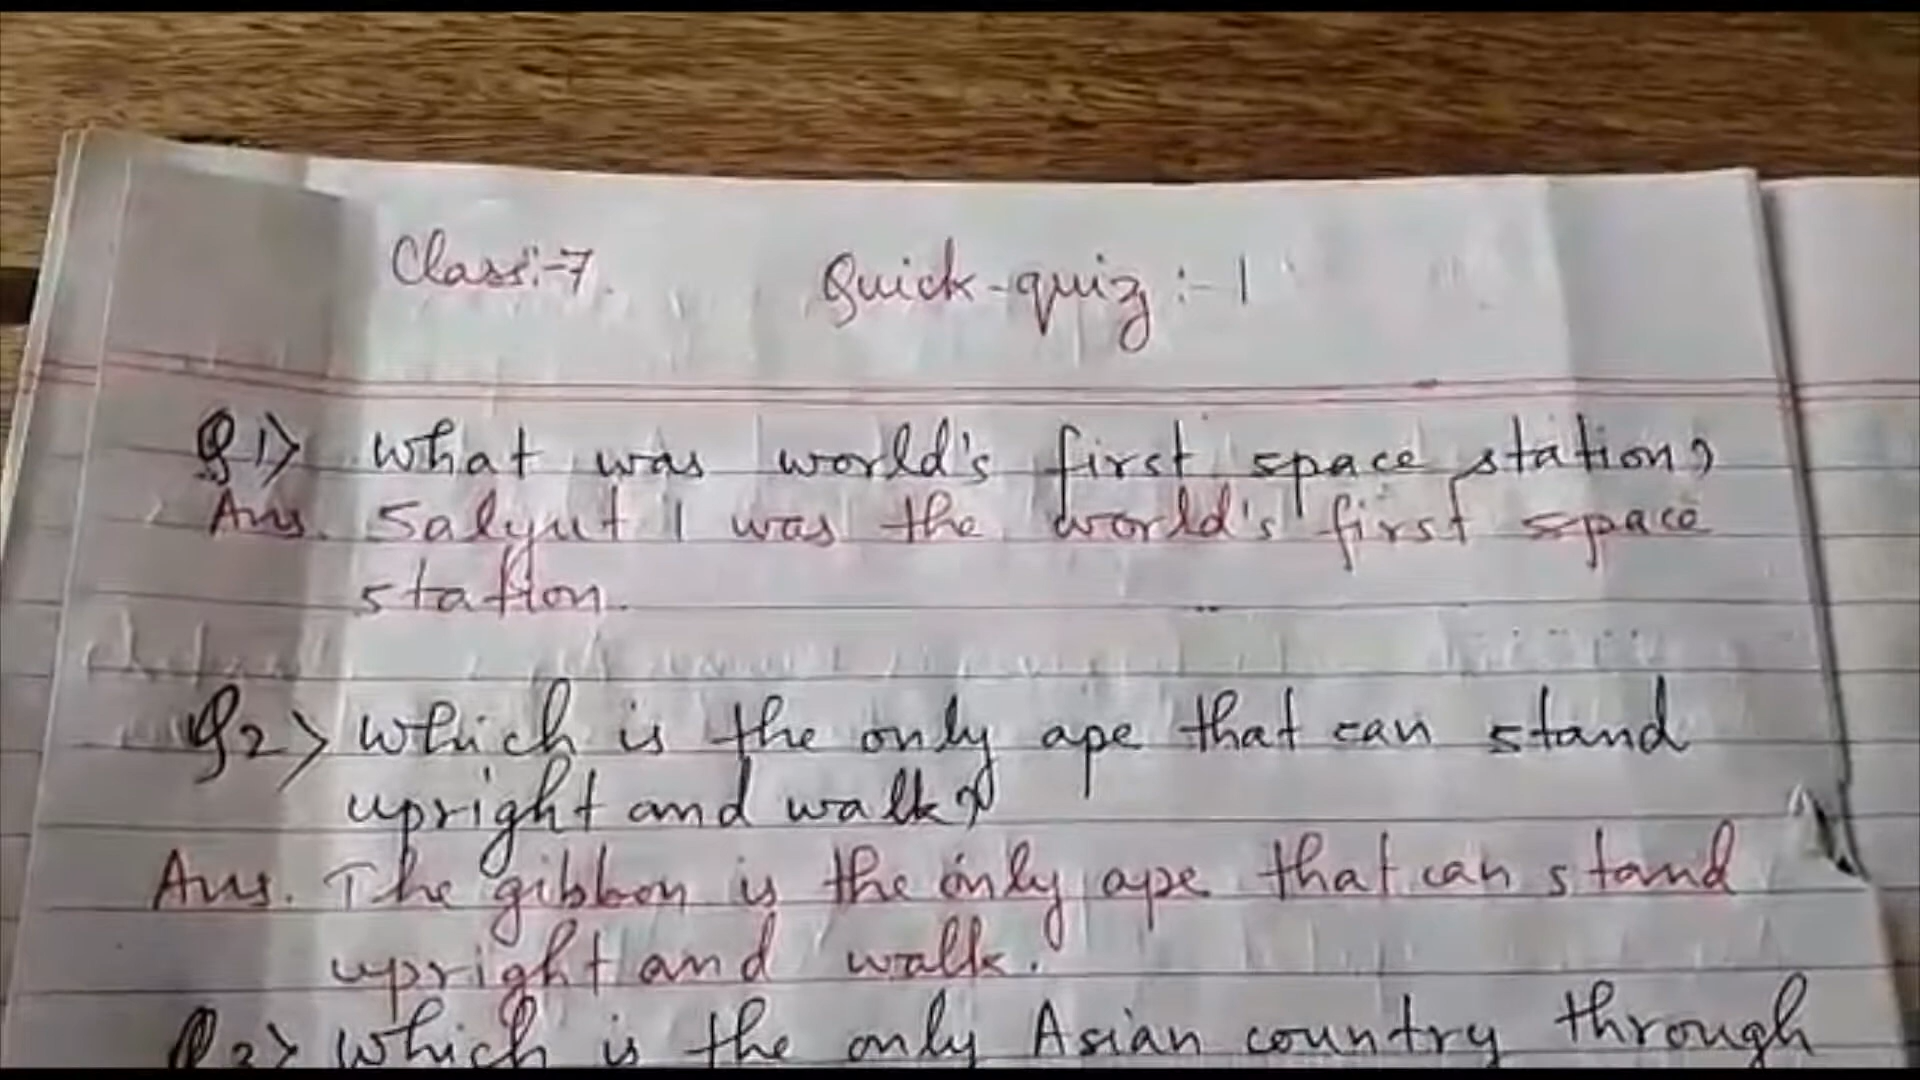 Class:-7. Quick-quiz:-1
Q1> What was world's first space station?
Ans. Salyut 1 was the world's first space
station.
Q2> Which is the only ape that can stand
upright and walk?
Ans. The gibbon is the only ape that can stand
upright and walk.
Q3> Which is the only Asian country through